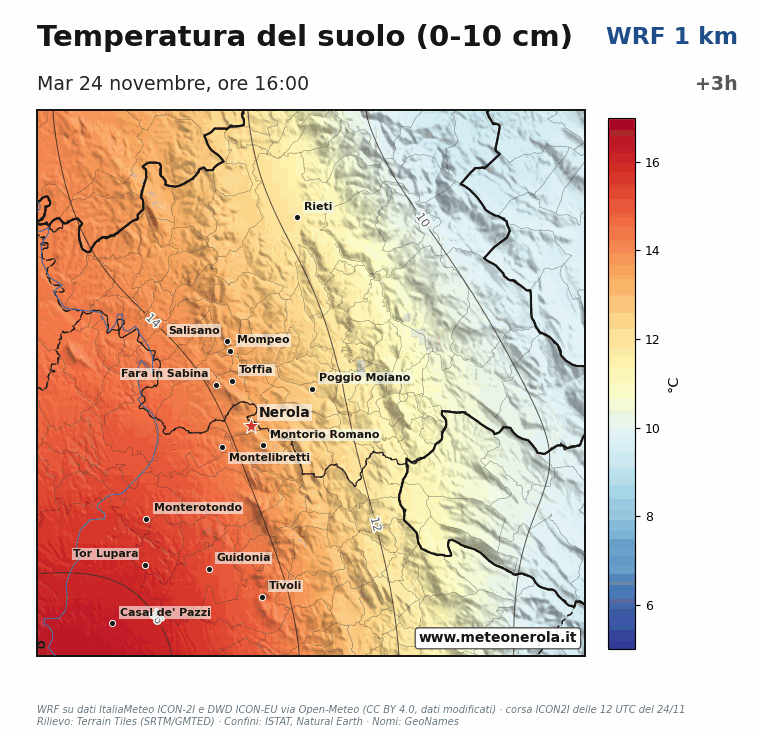 Temperatura del suolo (0-10 cm)
WRF 1 km
Mar 24 novembre, ore 16:00
+3h
Rieti
10
14
Salisano
Mompeo
Toffia
Fara in Sabina
Poggio Moiano
Nerola
Montorio Romano
Montelibretti
Monterotondo
12
Tor Lupara
Guidonia
Tivoli
Casal de' Pazzi
www.meteonerola.it
16
14
12
10
8
6
°C
WRF su dati ItaliaMeteo ICON-2I e DWD ICON-EU via Open-Meteo (CC BY 4.0, dati modificati) · corsa ICON2I delle 12 UTC del 24/11
Rilievo: Terrain Tiles (SRTM/GMTED) · Confini: ISTAT, Natural Earth · Nomi: GeoNames